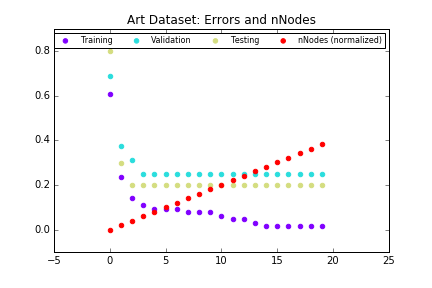 Art Dataset: Errors and nNodes
Training Validation Testing nNodes (normalized)
0.8
0.6
0.4
0.2
0.0
−5 0 5 10 15 20 25